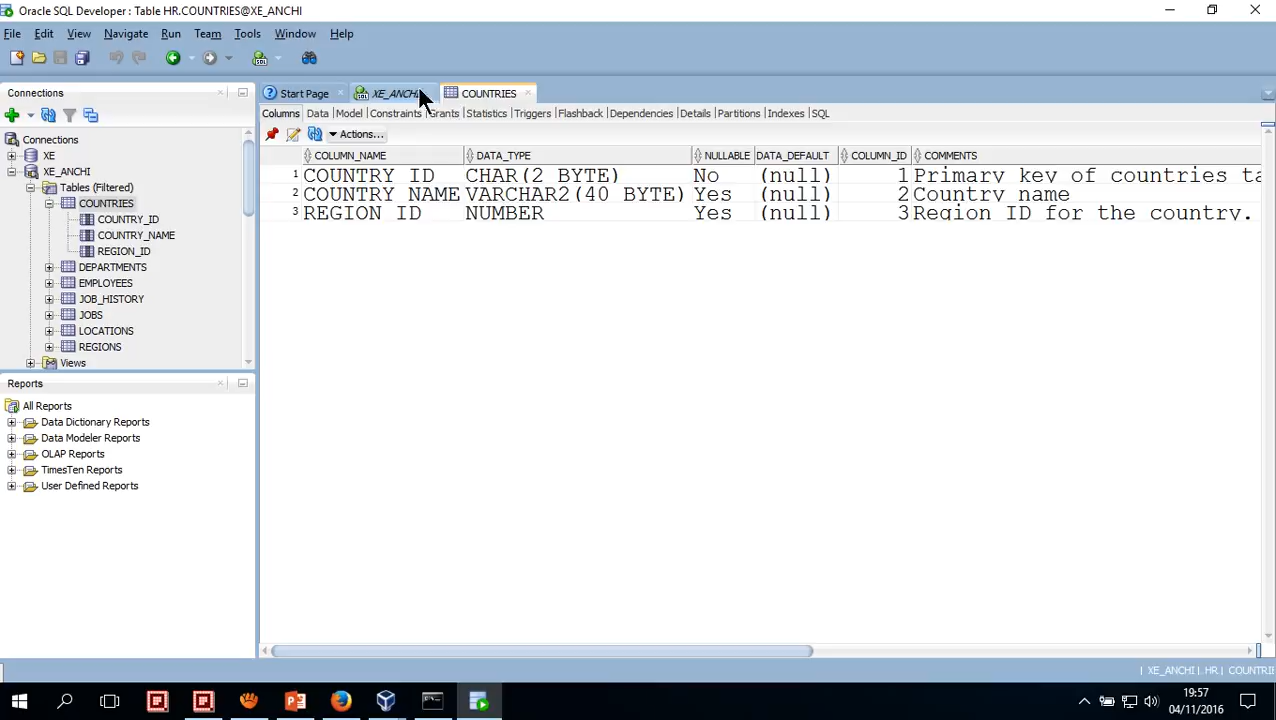 Oracle SQL Developer : Table HR.COUNTRIES@XE_ANCHI
File Edit View Navigate Run Team Tools Window Help
Connections
Connections
XE
XE_ANCHI
Tables (Filtered)
COUNTRIES
COUNTRY_ID
COUNTRY_NAME
REGION_ID
DEPARTMENTS
EMPLOYEES
JOB_HISTORY
JOBS
LOCATIONS
REGIONS
Views
Reports
All Reports
Data Dictionary Reports
Data Modeler Reports
OLAP Reports
TimesTen Reports
User Defined Reports
Start Page XE_ANCHI COUNTRIES
Columns Data Model Constraints Grants Statistics Triggers Flashback Dependencies Details Partitions Indexes SQL
Actions...
COLUMN_NAME DATA_TYPE NULLABLE DATA_DEFAULT COLUMN_ID COMMENTS
1 COUNTRY_ID CHAR(2 BYTE) No (null) 1 Primary key of countries ta
2 COUNTRY_NAME VARCHAR2(40 BYTE) Yes (null) 2 Country name
3 REGION_ID NUMBER Yes (null) 3 Region ID for the country.
XE_ANCHI HR COUNTRI
19:57
04/11/2016